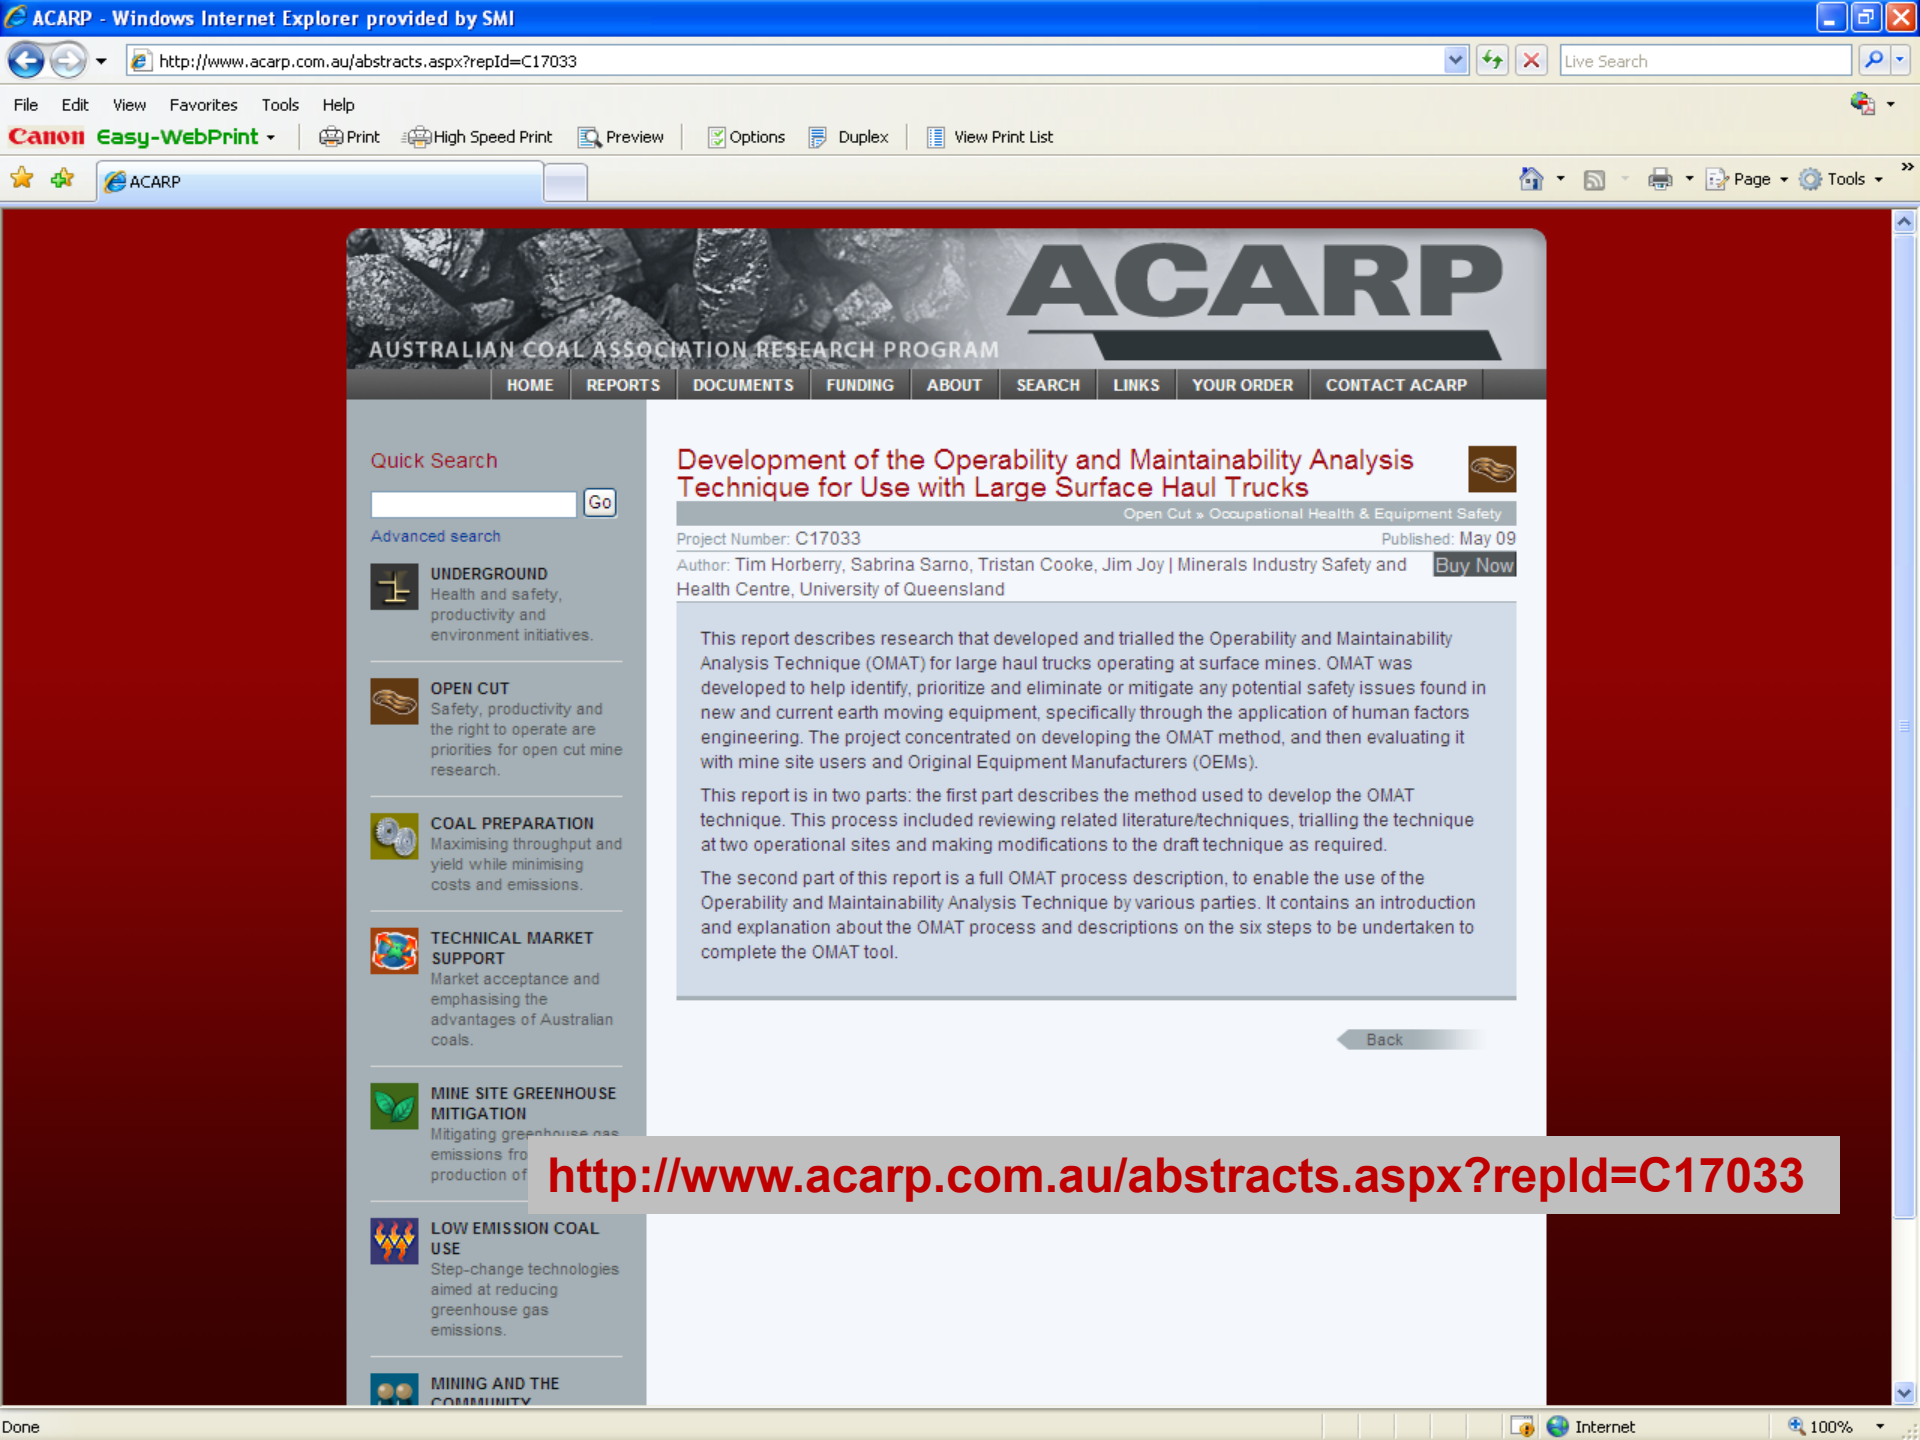 ACARP - Windows Internet Explorer provided by SMI
http://www.acarp.com.au/abstracts.aspx?repId=C17033
Live Search
File Edit View Favorites Tools Help
Canon Easy-WebPrint Print High Speed Print Preview Options Duplex View Print List
ACARP
Page Tools
ACARP
AUSTRALIAN COAL ASSOCIATION RESEARCH PROGRAM
HOME REPORTS DOCUMENTS FUNDING ABOUT SEARCH LINKS YOUR ORDER CONTACT ACARP
Quick Search
Go
Advanced search
UNDERGROUND
Health and safety,
productivity and
environment initiatives.
OPEN CUT
Safety, productivity and
the right to operate are
priorities for open cut mine
research.
COAL PREPARATION
Maximising throughput and
yield while minimising
costs and emissions.
TECHNICAL MARKET
SUPPORT
Market acceptance and
emphasising the
advantages of Australian
coals.
MINE SITE GREENHOUSE
MITIGATION
Mitigating greenhouse gas
emissions
production of
LOW EMISSION COAL
USE
Step-change technologies
aimed at reducing
greenhouse gas
emissions.
MINING AND THE
COMMUNITY
Development of the Operability and Maintainability Analysis
Technique for Use with Large Surface Haul Trucks
Open Cut » Occupational Health & Equipment Safety
Project Number: C17033 Published: May 09
Author: Tim Horberry, Sabrina Sarno, Tristan Cooke, Jim Joy | Minerals Industry Safety and
Health Centre, University of Queensland
Buy Now
This report describes research that developed and trialled the Operability and Maintainability
Analysis Technique (OMAT) for large haul trucks operating at surface mines. OMAT was
developed to help identify, prioritize and eliminate or mitigate any potential safety issues found in
new and current earth moving equipment, specifically through the application of human factors
engineering. The project concentrated on developing the OMAT method, and then evaluating it
with mine site users and Original Equipment Manufacturers (OEMs).
This report is in two parts: the first part describes the method used to develop the OMAT
technique. This process included reviewing related literature/techniques, trialling the technique
at two operational sites and making modifications to the draft technique as required.
The second part of this report is a full OMAT process description, to enable the use of the
Operability and Maintainability Analysis Technique by various parties. It contains an introduction
and explanation about the OMAT process and descriptions on the six steps to be undertaken to
complete the OMAT tool.
Back
http://www.acarp.com.au/abstracts.aspx?repId=C17033
Done
Internet
100%